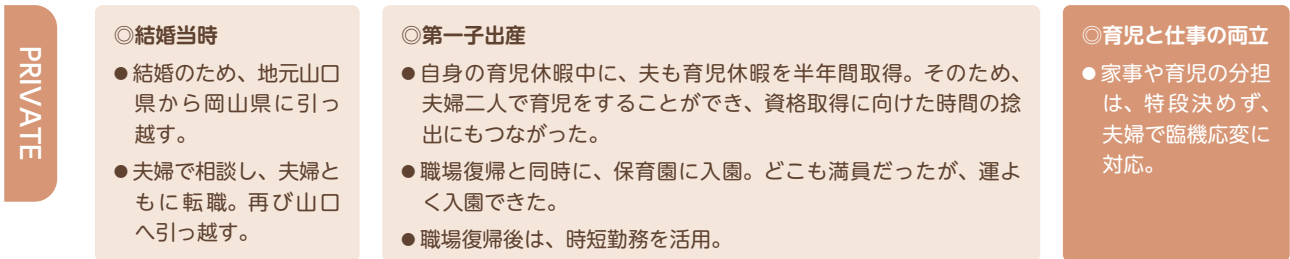 PRIVATE
◎結婚当時
●結婚のため、地元山口
県から岡山県に引っ
越す。
●夫婦で相談し、夫婦と
もに転職。再び山口
へ引っ越す。
◎第一子出産
●自身の育児休暇中に、夫も育児休暇を半年間取得。そのため、
夫婦二人で育児をすることができ、資格取得に向けた時間の捻
出にもつながった。
●職場復帰と同時に、保育園に入園。どこも満員だったが、運よ
く入園できた。
●職場復帰後は、時短勤務を活用。
◎育児と仕事の両立
●家事や育児の分担
は、特段決めず、
夫婦で臨機応変に
対応。